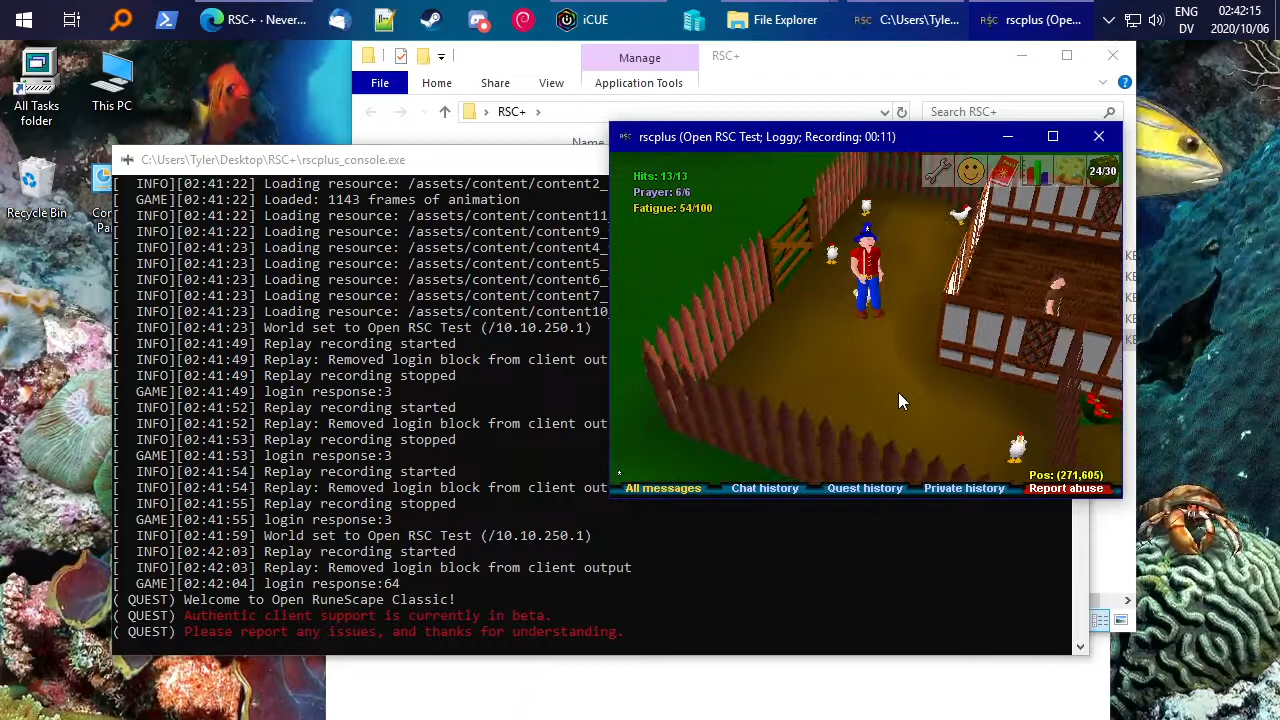 RSC+ - Never...
iCUE
File Explorer
C:\Users\Tyle...
rscplus (Ope...
ENG
DV
02:42:15
2020/10/06
All Tasks
folder
This PC
Recycle Bin
Manage
RSC+
File
Home
Share
View
Application Tools
RSC+
Search RSC+
Name
C:\Users\Tyler\Desktop\RSC+\rscplus_console.exe
[  INFO][02:41:22] Loading resource: /assets/content/content2_
[  GAME][02:41:22] Loaded: 1143 frames of animation
[  INFO][02:41:22] Loading resource: /assets/content/content11_
[  INFO][02:41:22] Loading resource: /assets/content/content9_
[  INFO][02:41:23] Loading resource: /assets/content/content4_
[  INFO][02:41:23] Loading resource: /assets/content/content5_
[  INFO][02:41:23] Loading resource: /assets/content/content6_
[  INFO][02:41:23] Loading resource: /assets/content/content7_
[  INFO][02:41:23] Loading resource: /assets/content/content10_
[  INFO][02:41:23] World set to Open RSC Test (/10.10.250.1)
[  INFO][02:41:49] Replay recording started
[  INFO][02:41:49] Replay: Removed login block from client out
[  INFO][02:41:49] Replay recording stopped
[  GAME][02:41:49] login response:3
[  INFO][02:41:52] Replay recording started
[  INFO][02:41:52] Replay: Removed login block from client out
[  INFO][02:41:53] Replay recording stopped
[  GAME][02:41:53] login response:3
[  INFO][02:41:54] Replay recording started
[  INFO][02:41:54] Replay: Removed login block from client out
[  INFO][02:41:55] Replay recording stopped
[  GAME][02:41:55] login response:3
[  INFO][02:41:59] World set to Open RSC Test (/10.10.250.1)
[  INFO][02:42:03] Replay recording started
[  INFO][02:42:03] Replay: Removed login block from client output
[  GAME][02:42:04] login response:64
( QUEST) Welcome to Open RuneScape Classic!
( QUEST) Authentic client support is currently in beta.
( QUEST) Please report any issues, and thanks for understanding.
rscplus (Open RSC Test; Loggy; Recording: 00:11)
Hits: 13/13
Prayer: 6/6
Fatigue: 54/100
24/30
*
Pos: (271,605)
All messages
Chat history
Quest history
Private history
Report abuse